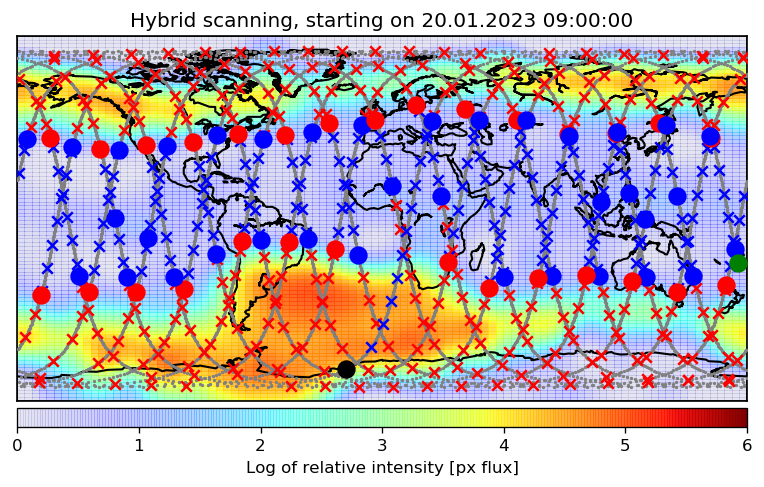 Hybrid scanning, starting on 20.01.2023 09:00:00
0 1 2 3 4 5 6
Log of relative intensity [px flux]